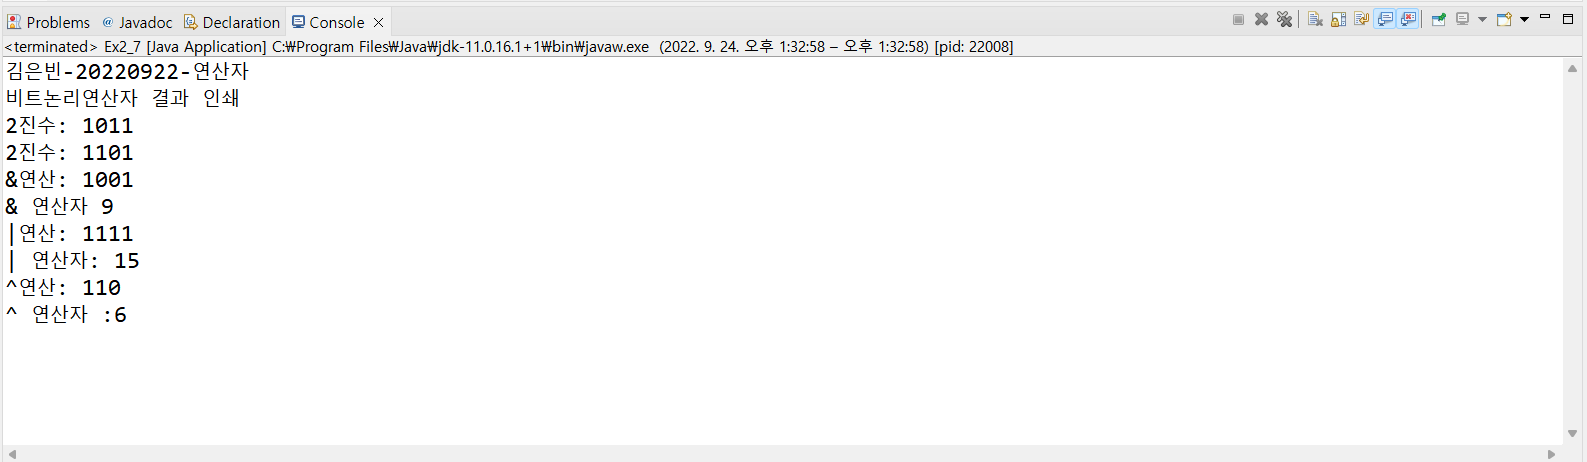 Problems @ Javadoc Declaration Console
<terminated> Ex2_7 [Java Application] C:₩Program Files₩Java₩jdk-11.0.16.1+1₩bin₩javaw.exe (2022. 9. 24. 오후 1:32:58 – 오후 1:32:58) [pid: 22008]
김은빈-20220922-연산자
비트논리연산자 결과 인쇄
2진수: 1011
2진수: 1101
&연산: 1001
& 연산자 9
|연산: 1111
| 연산자: 15
^연산: 110
^ 연산자 :6